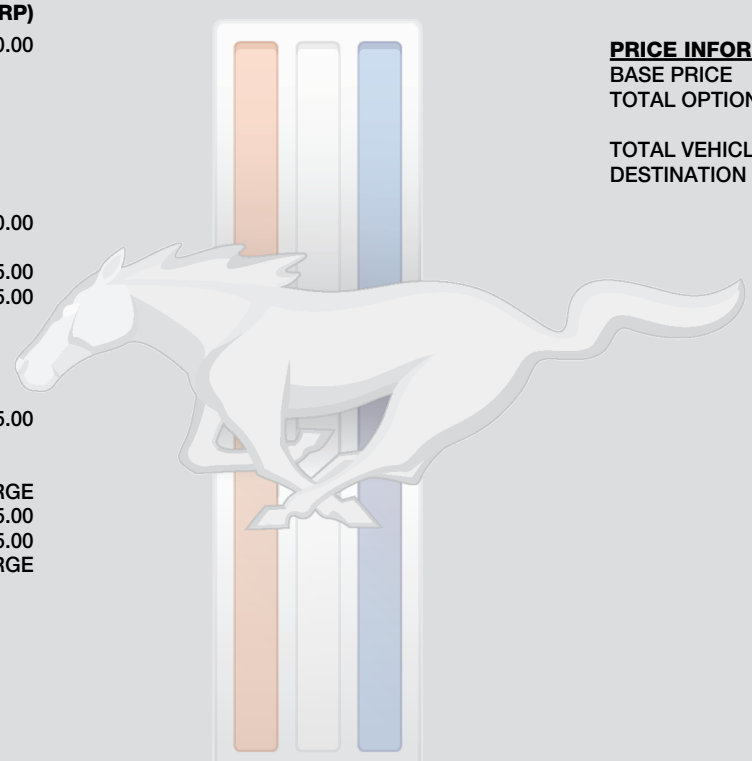 RP)
0.00
0.00
5.00
5.00
5.00
RGE
5.00
5.00
RGE
PRICE INFOR
BASE PRICE
TOTAL OPTION
TOTAL VEHICL
DESTINATION